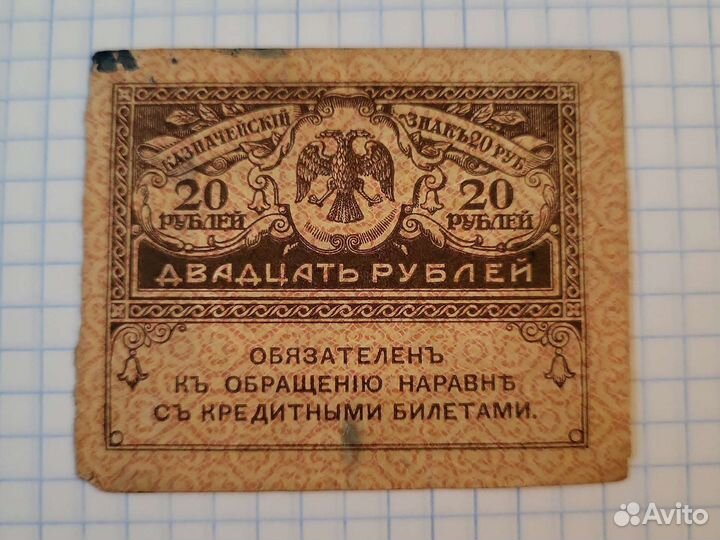 КАЗНАЧЕЙСКІЙ ЗНАКЪ 20 РУБ.
20 РУБЛЕЙ
20 РУБЛЕЙ
ДВАДЦАТЬ РУБЛЕЙ
ОБЯЗАТЕЛЕНЪ
КЪ ОБРАЩЕНІЮ НАРАВНѢ
СЪ КРЕДИТНЫМИ БИЛЕТАМИ.
Avito